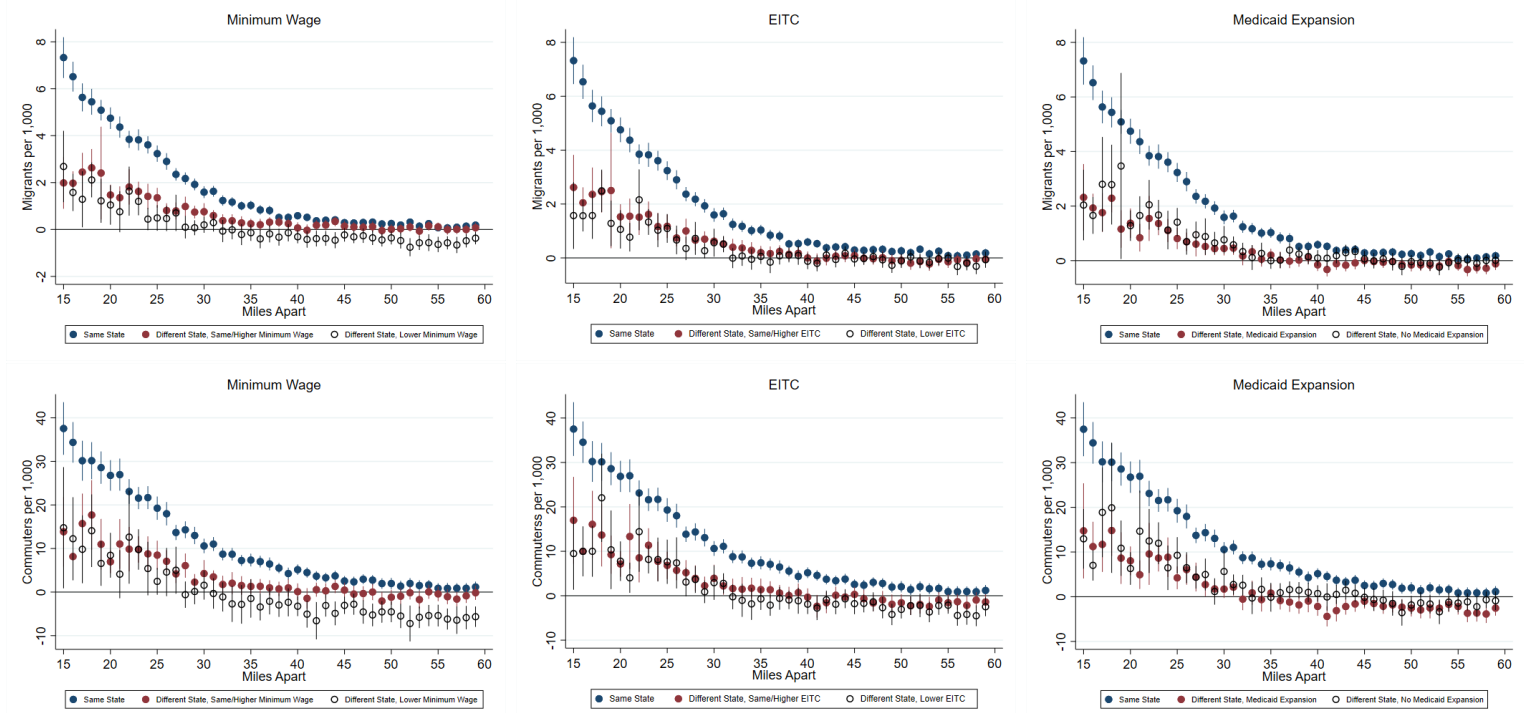 Minimum Wage
Migrants per 1,000
8
6
4
2
0
-2
15 20 25 30 35 40 45 50 55 60
Miles Apart
Same State Different State, Same/Higher Minimum Wage Different State, Lower Minimum Wage
EITC
Migrants per 1,000
8
6
4
2
0
15 20 25 30 35 40 45 50 55 60
Miles Apart
Same State Different State, Same/Higher EITC Different State, Lower EITC
Medicaid Expansion
Migrants per 1,000
8
6
4
2
0
15 20 25 30 35 40 45 50 55 60
Miles Apart
Same State Different State, Medicaid Expansion Different State, No Medicaid Expansion
Minimum Wage
Commuters per 1,000
40
30
20
10
0
-10
15 20 25 30 35 40 45 50 55 60
Miles Apart
Same State Different State, Same/Higher Minimum Wage Different State, Lower Minimum Wage
EITC
Commuterss per 1,000
40
30
20
10
0
-10
15 20 25 30 35 40 45 50 55 60
Miles Apart
Same State Different State, Same/Higher EITC Different State, Lower EITC
Medicaid Expansion
Commuters per 1,000
40
30
20
10
0
-10
15 20 25 30 35 40 45 50 55 60
Miles Apart
Same State Different State, Medicaid Expansion Different State, No Medicaid Expansion